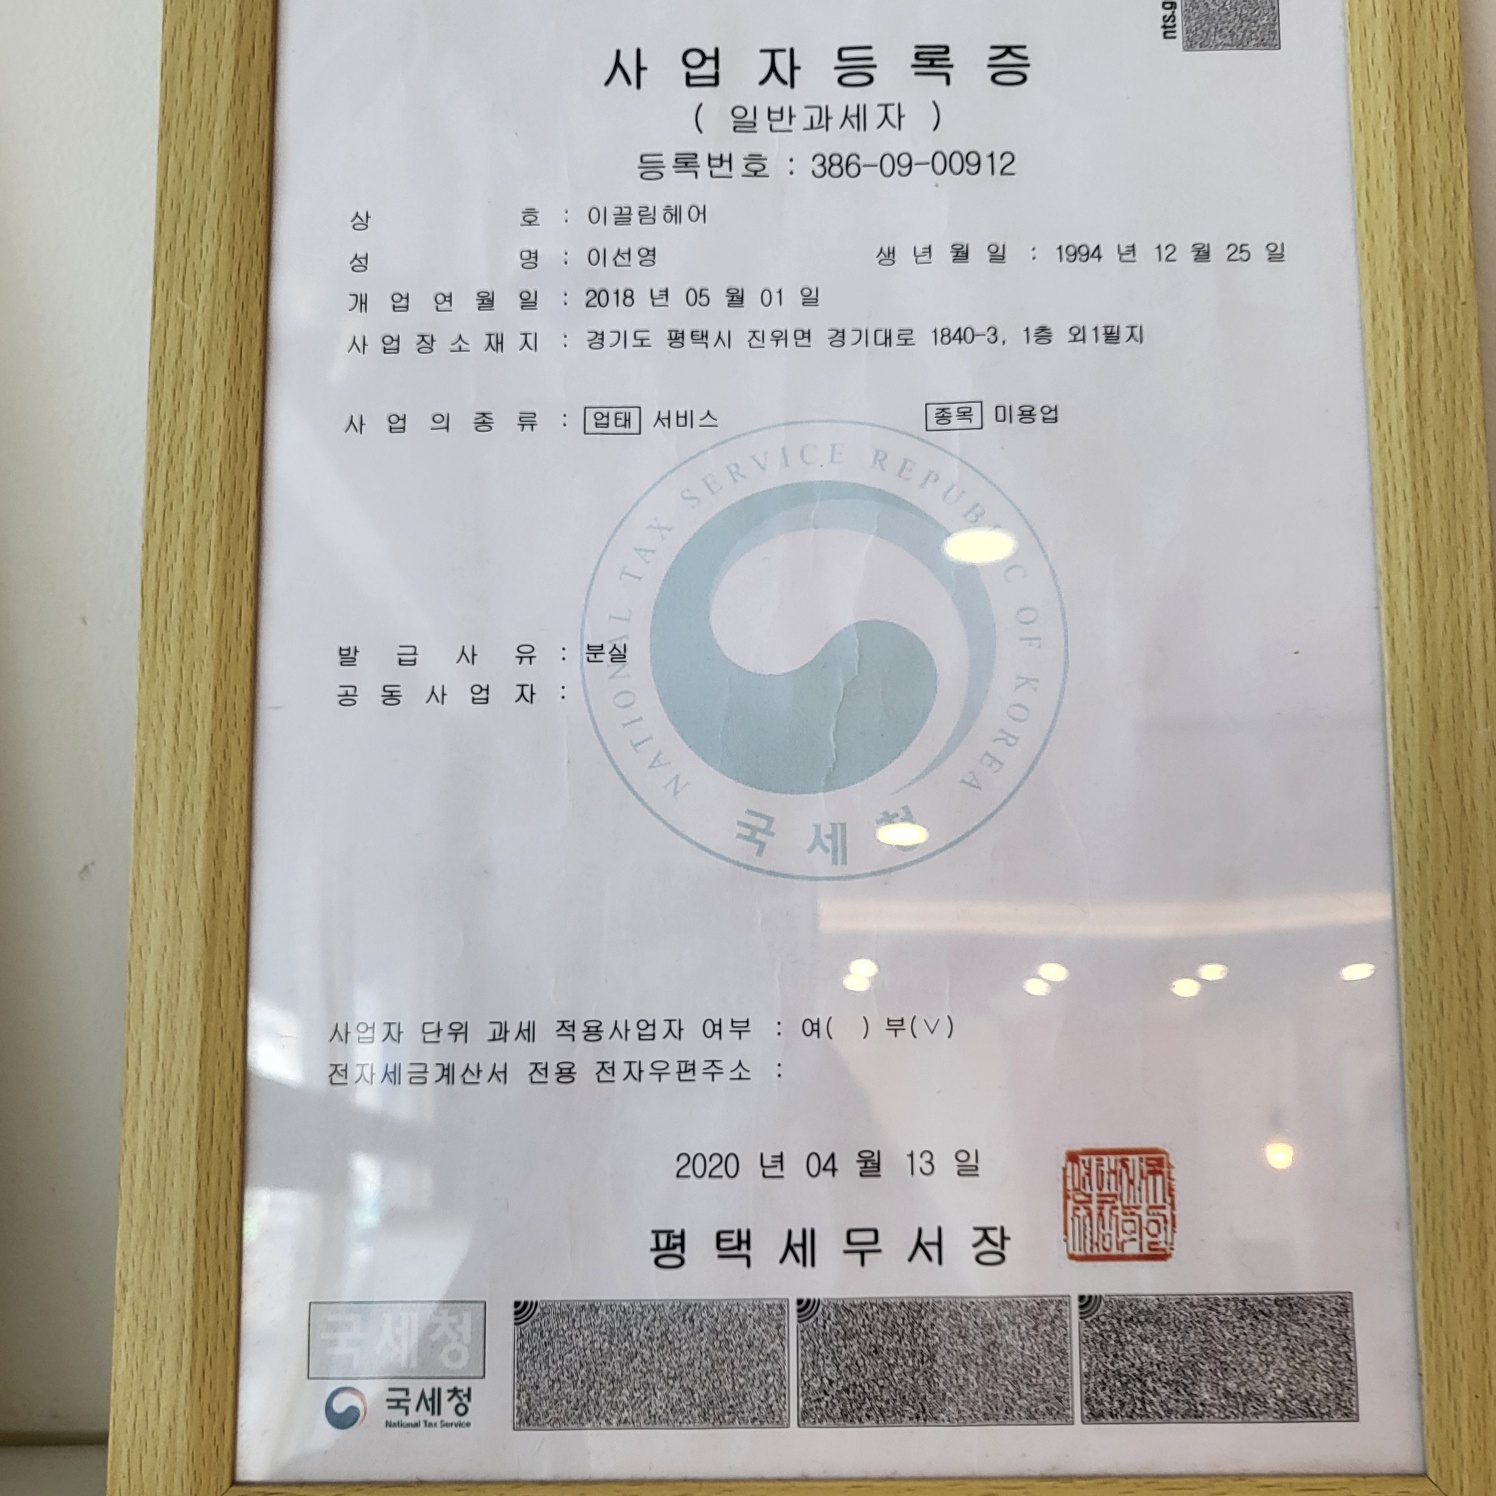 nts.g
사업자등록증
( 일반과세자 )
등록번호 : 386-09-00912
상 호 : 이끌림헤어
성 명 : 이선영 생 년 월 일 : 1994 년 12 월 25 일
개 업 연 월 일 : 2018 년 05 월 01 일
사 업 장 소 재 지 : 경기도 평택시 진위면 경기대로 1840-3, 1층 외1필지
사 업 의 종 류 : 업태 서비스 종목 미용업
NATIONAL TAX SERVICE REPUBLIC OF KOREA
발 급 사 유 : 분실
공 동 사 업 자 :
국세청
사업자 단위 과세 적용사업자 여부 : 여( ) 부(∨)
전자세금계산서 전용 전자우편주소 :
2020 년 04 월 13 일
평택세무서장
국세청
국세청
National Tax Service